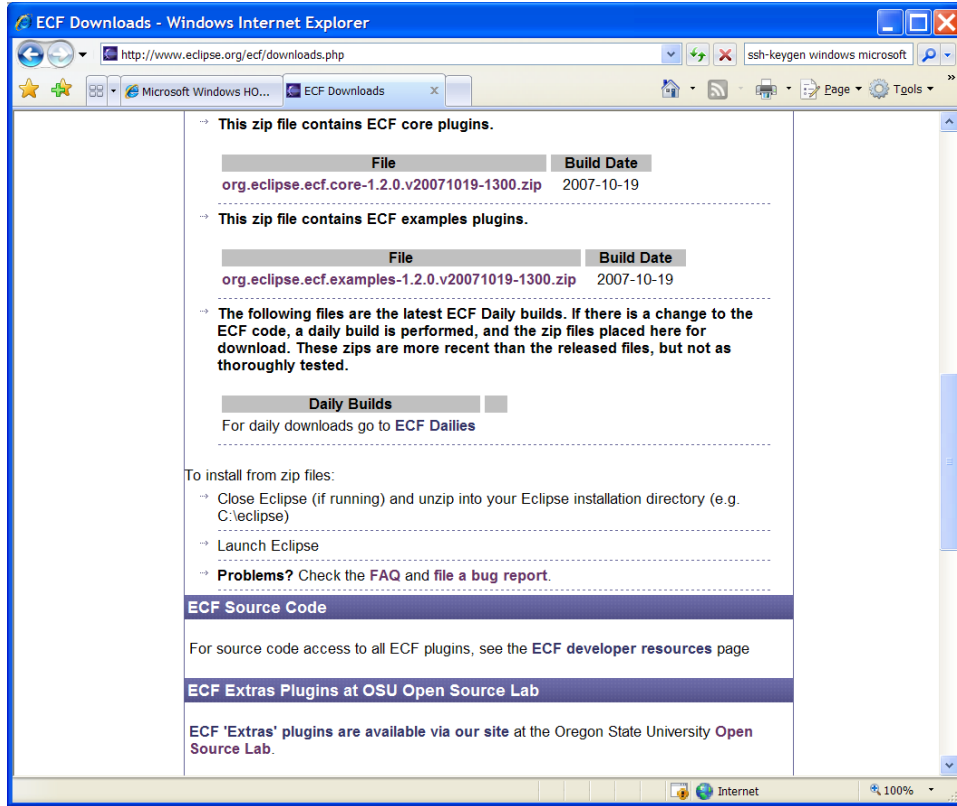 ECF Downloads - Windows Internet Explorer
http://www.eclipse.org/ecf/downloads.php
ssh-keygen windows microsoft
Microsoft Windows HO...
ECF Downloads
x
Page
Tools
»
This zip file contains ECF core plugins.
File Build Date
org.eclipse.ecf.core-1.2.0.v20071019-1300.zip 2007-10-19
This zip file contains ECF examples plugins.
File Build Date
org.eclipse.ecf.examples-1.2.0.v20071019-1300.zip 2007-10-19
The following files are the latest ECF Daily builds. If there is a change to the
ECF code, a daily build is performed, and the zip files placed here for
download. These zips are more recent than the released files, but not as
thoroughly tested.
Daily Builds
For daily downloads go to ECF Dailies
To install from zip files:
Close Eclipse (if running) and unzip into your Eclipse installation directory (e.g.
C:\eclipse)
Launch Eclipse
Problems? Check the FAQ and file a bug report.
ECF Source Code
For source code access to all ECF plugins, see the ECF developer resources page
ECF Extras Plugins at OSU Open Source Lab
ECF 'Extras' plugins are available via our site at the Oregon State University Open
Source Lab.
Internet
100%